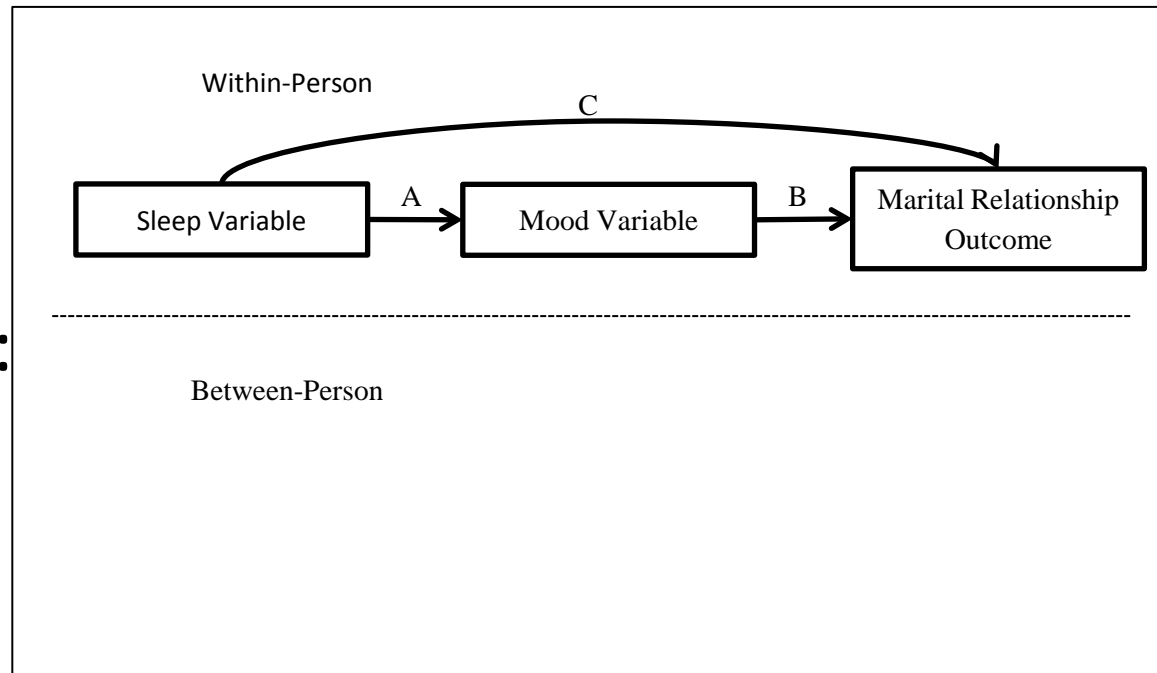 Within-Person
C
A
B
Sleep Variable
Mood Variable
Marital Relationship
Outcome
:
Between-Person